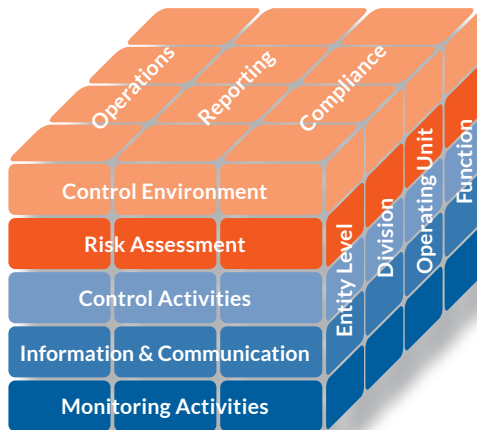 Operations
Reporting
Compliance
Control Environment
Risk Assessment
Control Activities
Information & Communication
Monitoring Activities
Entity Level
Division
Operating Unit
Function